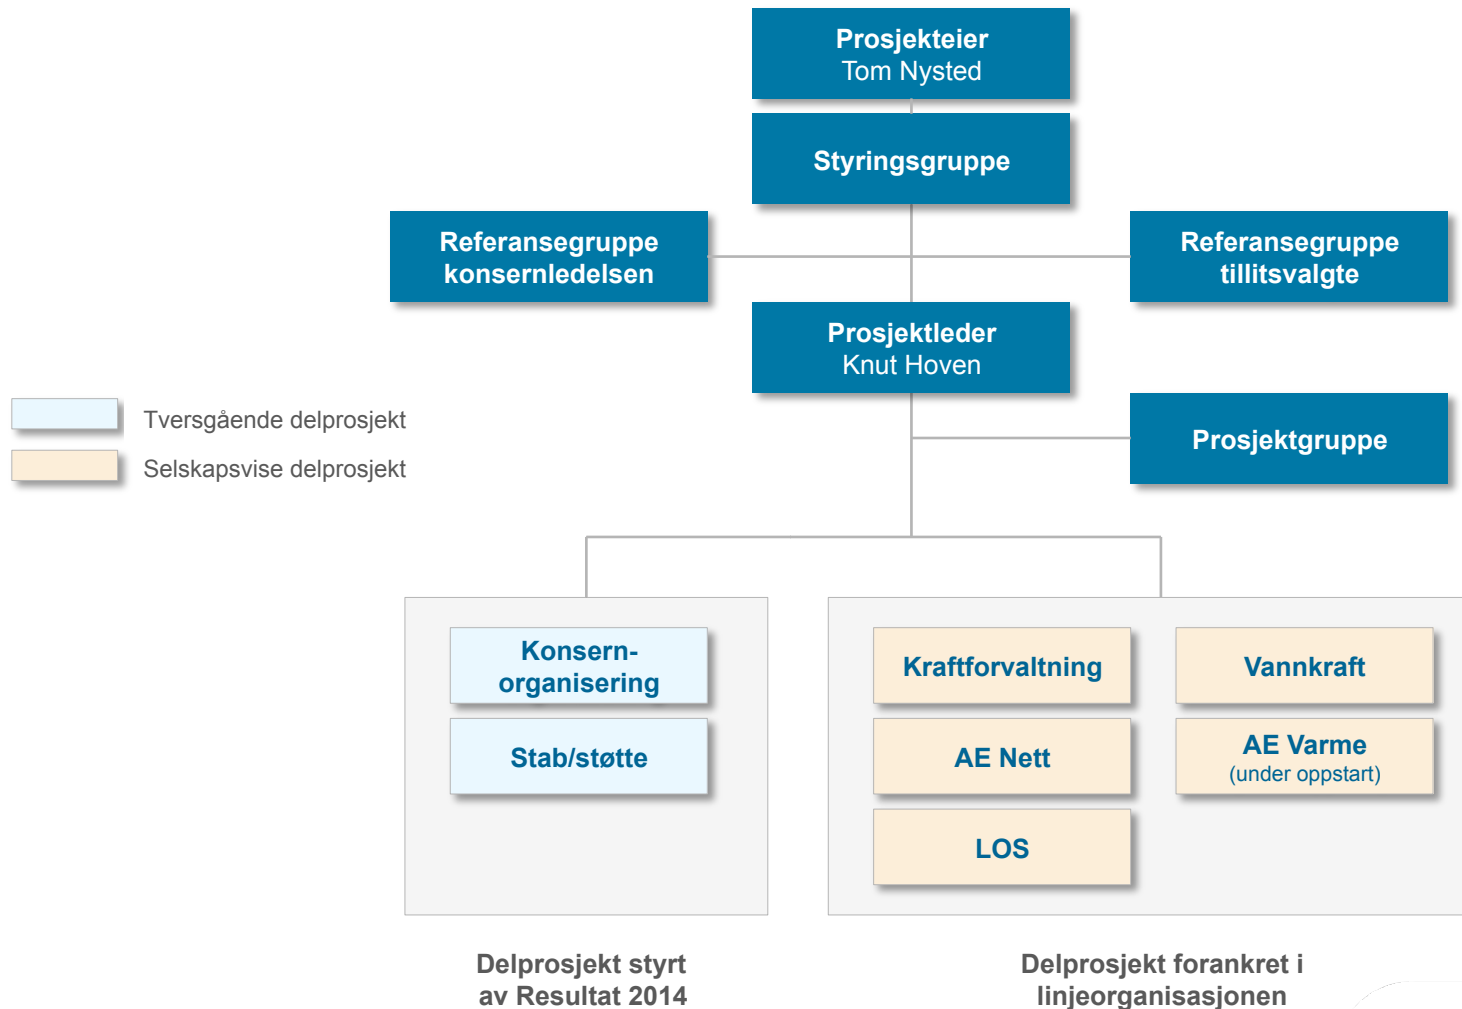 Prosjekteier
Tom Nysted
Styringsgruppe
Referansegruppe
konsernledelsen
Referansegruppe
tillitsvalgte
Prosjektleder
Knut Hoven
Tversgående delprosjekt
Selskapsvise delprosjekt
Prosjektgruppe
Konsern-
organisering
Stab/støtte
Kraftforvaltning
Vannkraft
AE Nett
AE Varme
(under oppstart)
LOS
Delprosjekt styrt
av Resultat 2014
Delprosjekt forankret i
linjeorganisasjonen